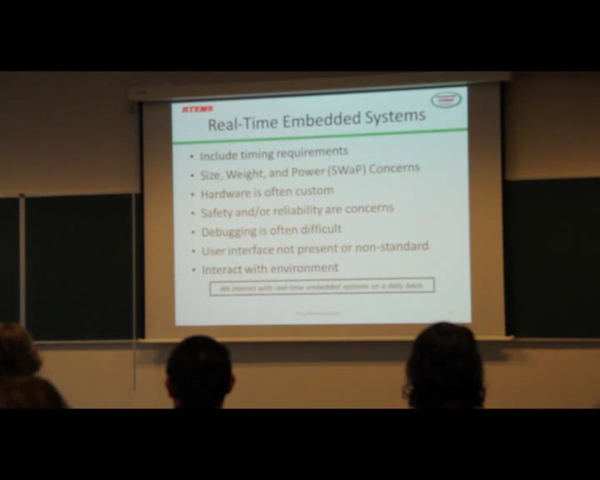 RTEMS
Real-Time Embedded Systems
• Include timing requirements
• Size, Weight, and Power (SWaP) Concerns
• Hardware is often custom
• Safety and/or reliability are concerns
• Debugging is often difficult
• User interface not present or non-standard
• Interact with environment
We interact with real-time embedded systems on a daily basis